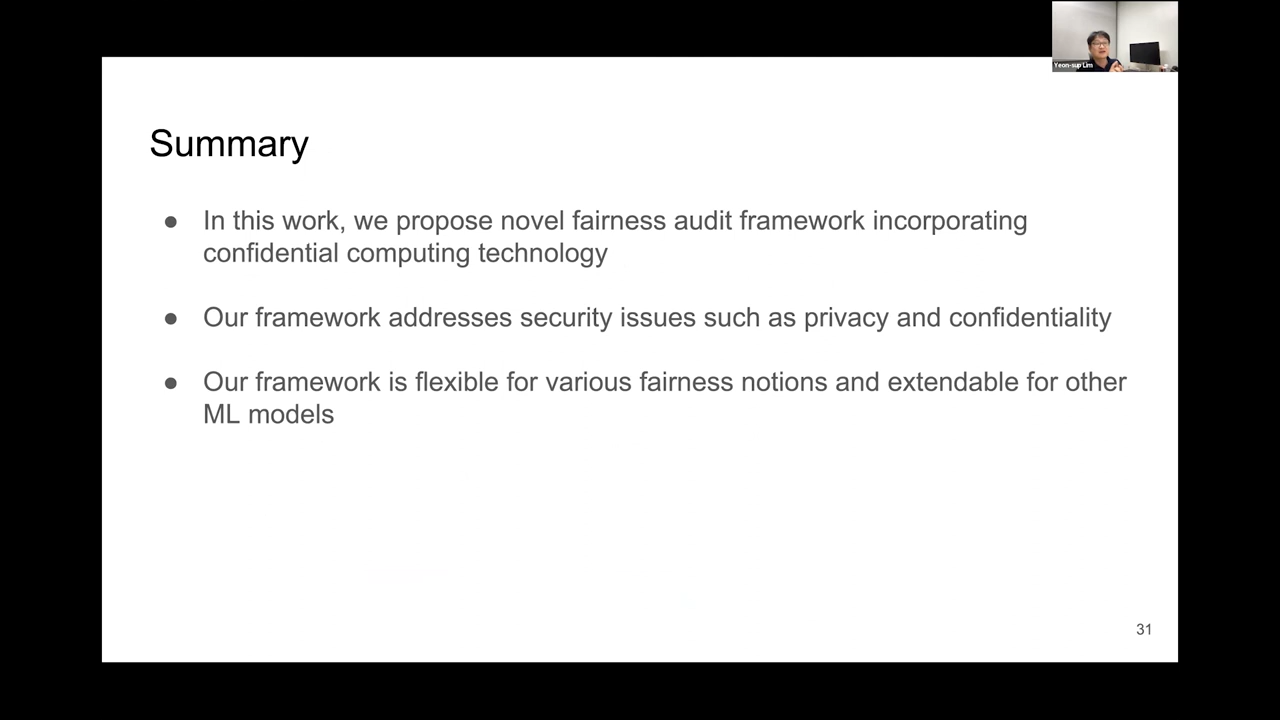 Yeon-sup Lim
Summary
● In this work, we propose novel fairness audit framework incorporating
confidential computing technology
● Our framework addresses security issues such as privacy and confidentiality
● Our framework is flexible for various fairness notions and extendable for other
ML models
31